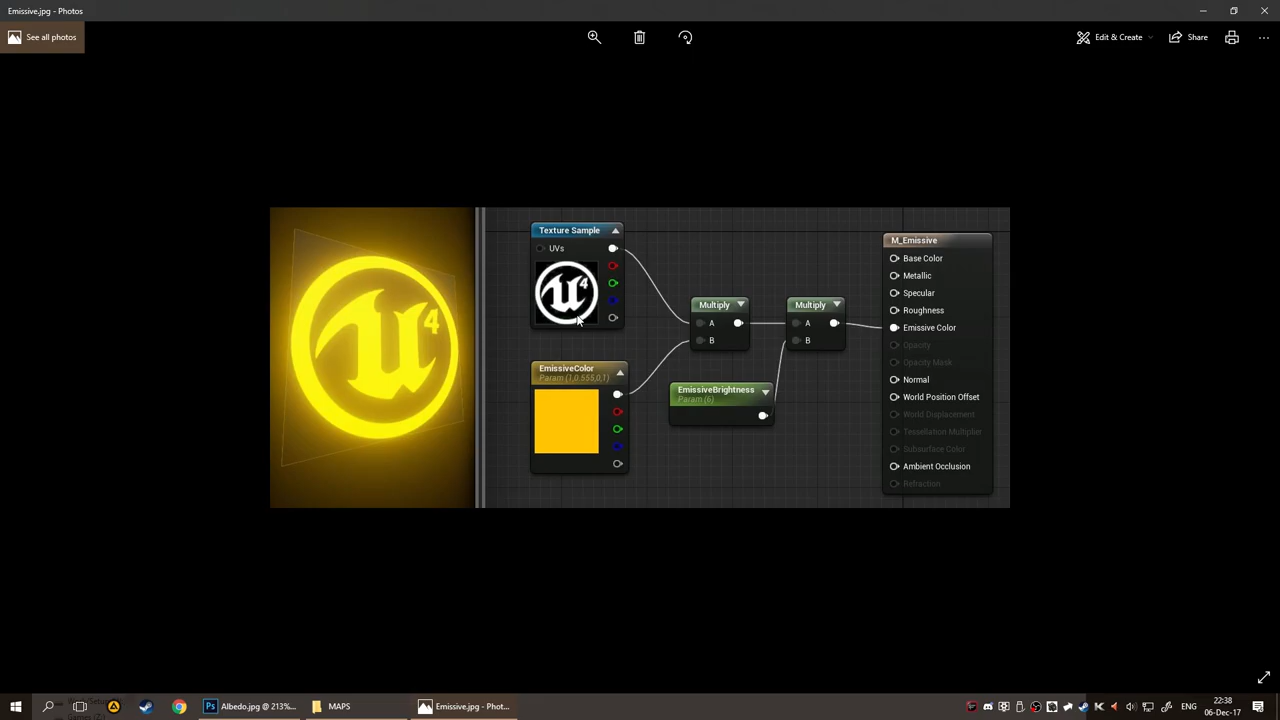 Emissive.jpg - Photos
See all photos
Edit & Create
Share
Texture Sample
UVs
4
EmissiveColor
Param (1,0.555,0,1)
Multiply
A
B
Multiply
A
B
EmissiveBrightness
Param (6)
M_Emissive
Base Color
Metallic
Specular
Roughness
Emissive Color
Opacity
Opacity Mask
Normal
World Position Offset
World Displacement
Tessellation Multiplier
Subsurface Color
Ambient Occlusion
Refraction
4
Albedo.jpg @ 213%...
MAPS
Emissive.jpg - Phot...
ENG
22:38
06-Dec-17